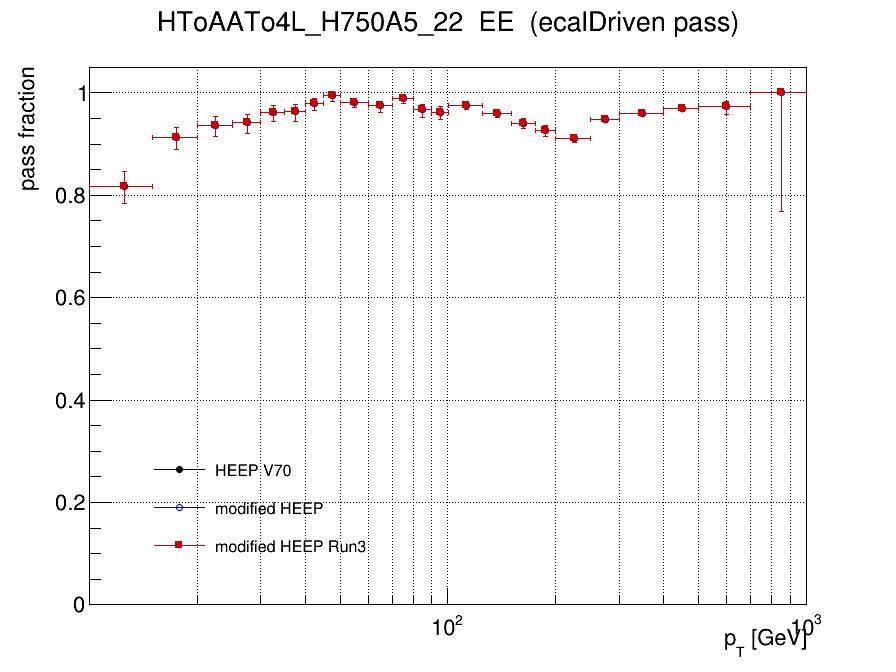 HToAATo4L_H750A5_22 EE (ecalDriven pass)
pass fraction
1
0.8
0.6
0.4
0.2
0
HEEP V70
modified HEEP
modified HEEP Run3
10²
10³
p_T [GeV]